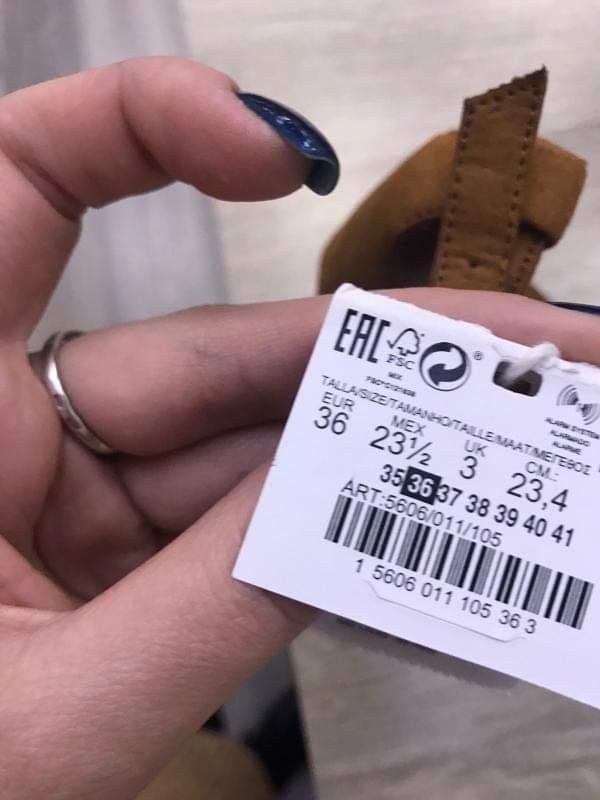 EAC
FSC
MIX
ALARM SYSTEM
ALARMADO
ALARME
TALLA/SIZE/TAMANHO/TAILLE/MAAT/ΜΕΓΕΘΟΣ
EUR MEX UK CM.:
36 23½ 3 23,4
35 36 37 38 39 40 41
ART:5606/011/105
1 5606 011 105 36 3